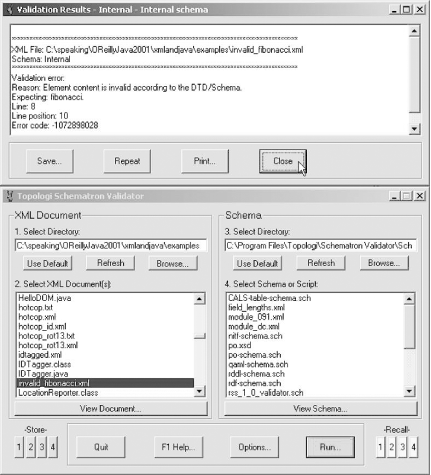 Validation Results - Internal - Internal schema
XML File: C:\speaking\OReillyJava2001\xmlandjava\examples\invalid_fibonacci.xml
Schema: Internal
Validation error:
Reason: Element content is invalid according to the DTD/Schema.
Expecting: fibonacci.
Line: 8
Line position: 10
Error code: -1072898028
Save... Repeat Print... Close
Topologi Schematron Validator
XML Document
1. Select Directory:
C:\speaking\OReillyJava2001\xmlandjava\examples
Use Default Refresh Browse...
2. Select XML Document(s):
HelloDOM.java
hotcop.txt
hotcop.xml
hotcop_id.xml
hotcop_rot13.txt
hotcop_rot13.xml
idtagged.xml
IDTagger.class
IDTagger.java
invalid_fibonacci.xml
LocationReporter.class
View Document...
Schema
3. Select Directory:
C:\Program Files\Topologi\Schematron Validator\Sch
Use Default Refresh Browse...
4. Select Schema or Script:
CALS-table-schema.sch
field_lengths.xml
module_091.xml
module_dc.xml
nitf-schema.sch
po.xsd
po-schema.sch
qaml-schema.sch
rddl-schema.sch
rdf-schema.sch
rss_1_0_validator.sch
View Schema...
-Store-
1 2 3 4
Quit F1 Help... Options... Run...
-Recall-
1 2 3 4